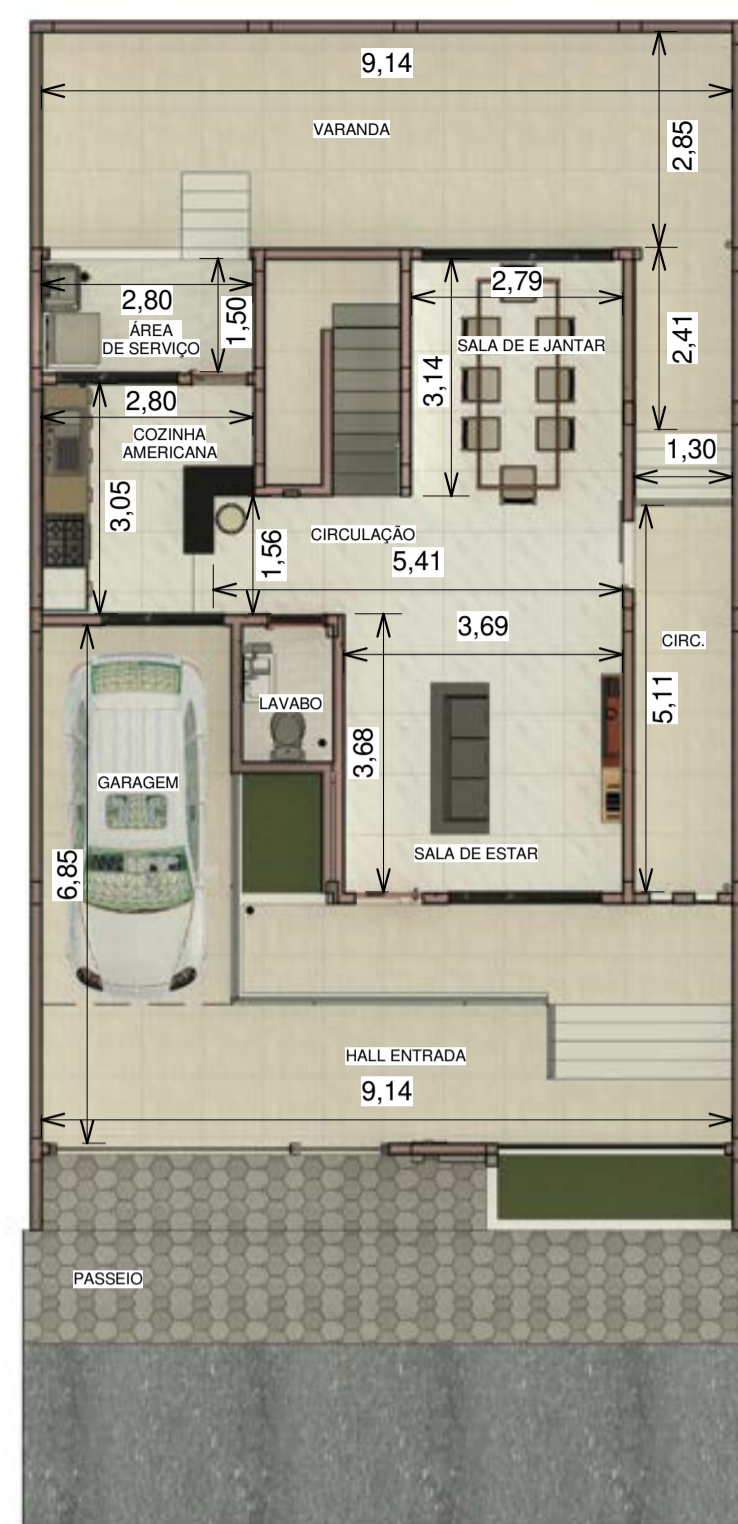 9,14
VARANDA
2,85
2,80
1,50
ÁREA
DE SERVIÇO
2,79
SALA DE E JANTAR
3,14
2,41
2,80
COZINHA
AMERICANA
3,05
1,30
CIRCULAÇÃO
5,41
1,56
3,69
CIRC.
5,11
LAVABO
3,68
GARAGEM
6,85
SALA DE ESTAR
HALL ENTRADA
9,14
PASSEIO